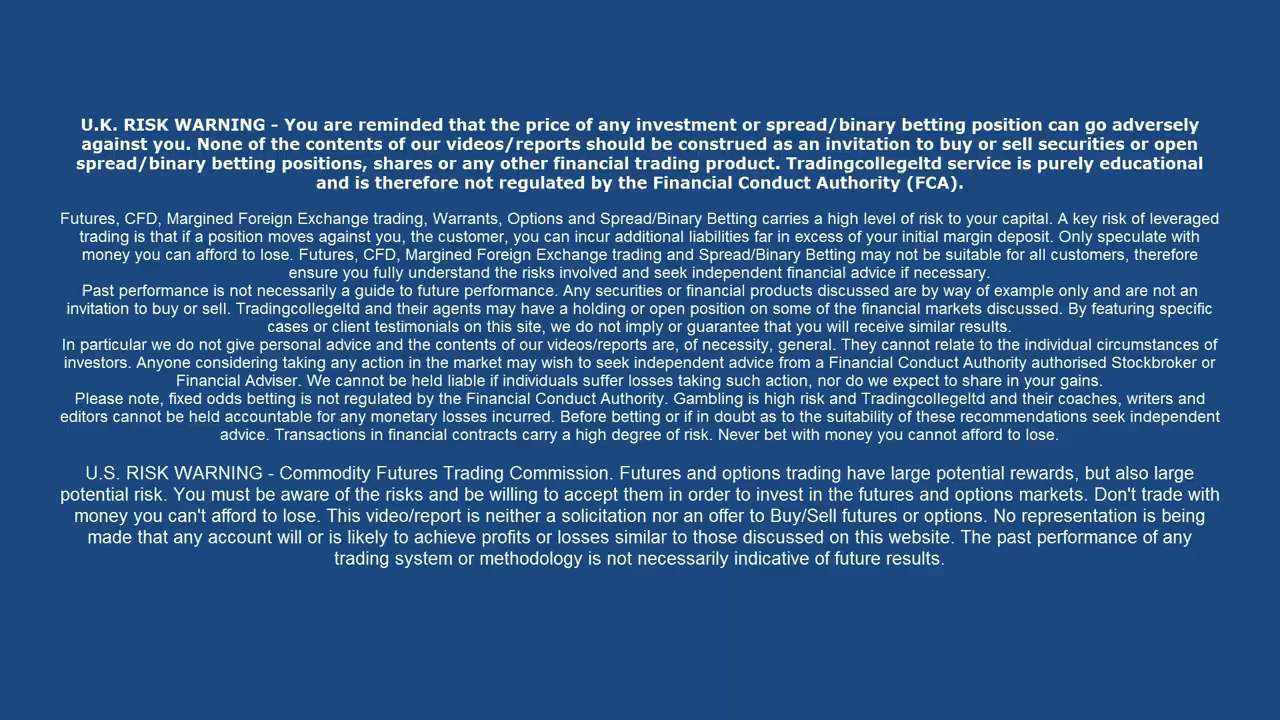 U.K. RISK WARNING - You are reminded that the price of any investment or spread/binary betting position can go adversely
against you. None of the contents of our videos/reports should be construed as an invitation to buy or sell securities or open
spread/binary betting positions, shares or any other financial trading product. Tradingcollegeltd service is purely educational
and is therefore not regulated by the Financial Conduct Authority (FCA).
Futures, CFD, Margined Foreign Exchange trading, Warrants, Options and Spread/Binary Betting carries a high level of risk to your capital. A key risk of leveraged
trading is that if a position moves against you, the customer, you can incur additional liabilities far in excess of your initial margin deposit. Only speculate with
money you can afford to lose. Futures, CFD, Margined Foreign Exchange trading and Spread/Binary Betting may not be suitable for all customers, therefore
ensure you fully understand the risks involved and seek independent financial advice if necessary.
Past performance is not necessarily a guide to future performance. Any securities or financial products discussed are by way of example only and are not an
invitation to buy or sell. Tradingcollegeltd and their agents may have a holding or open position on some of the financial markets discussed. By featuring specific
cases or client testimonials on this site, we do not imply or guarantee that you will receive similar results.
In particular we do not give personal advice and the contents of our videos/reports are, of necessity, general. They cannot relate to the individual circumstances of
investors. Anyone considering taking any action in the market may wish to seek independent advice from a Financial Conduct Authority authorised Stockbroker or
Financial Adviser. We cannot be held liable if individuals suffer losses taking such action, nor do we expect to share in your gains.
Please note, fixed odds betting is not regulated by the Financial Conduct Authority. Gambling is high risk and Tradingcollegeltd and their coaches, writers and
editors cannot be held accountable for any monetary losses incurred. Before betting or if in doubt as to the suitability of these recommendations seek independent
advice. Transactions in financial contracts carry a high degree of risk. Never bet with money you cannot afford to lose.
U.S. RISK WARNING - Commodity Futures Trading Commission. Futures and options trading have large potential rewards, but also large
potential risk. You must be aware of the risks and be willing to accept them in order to invest in the futures and options markets. Don't trade with
money you can't afford to lose. This video/report is neither a solicitation nor an offer to Buy/Sell futures or options. No representation is being
made that any account will or is likely to achieve profits or losses similar to those discussed on this website. The past performance of any
trading system or methodology is not necessarily indicative of future results.